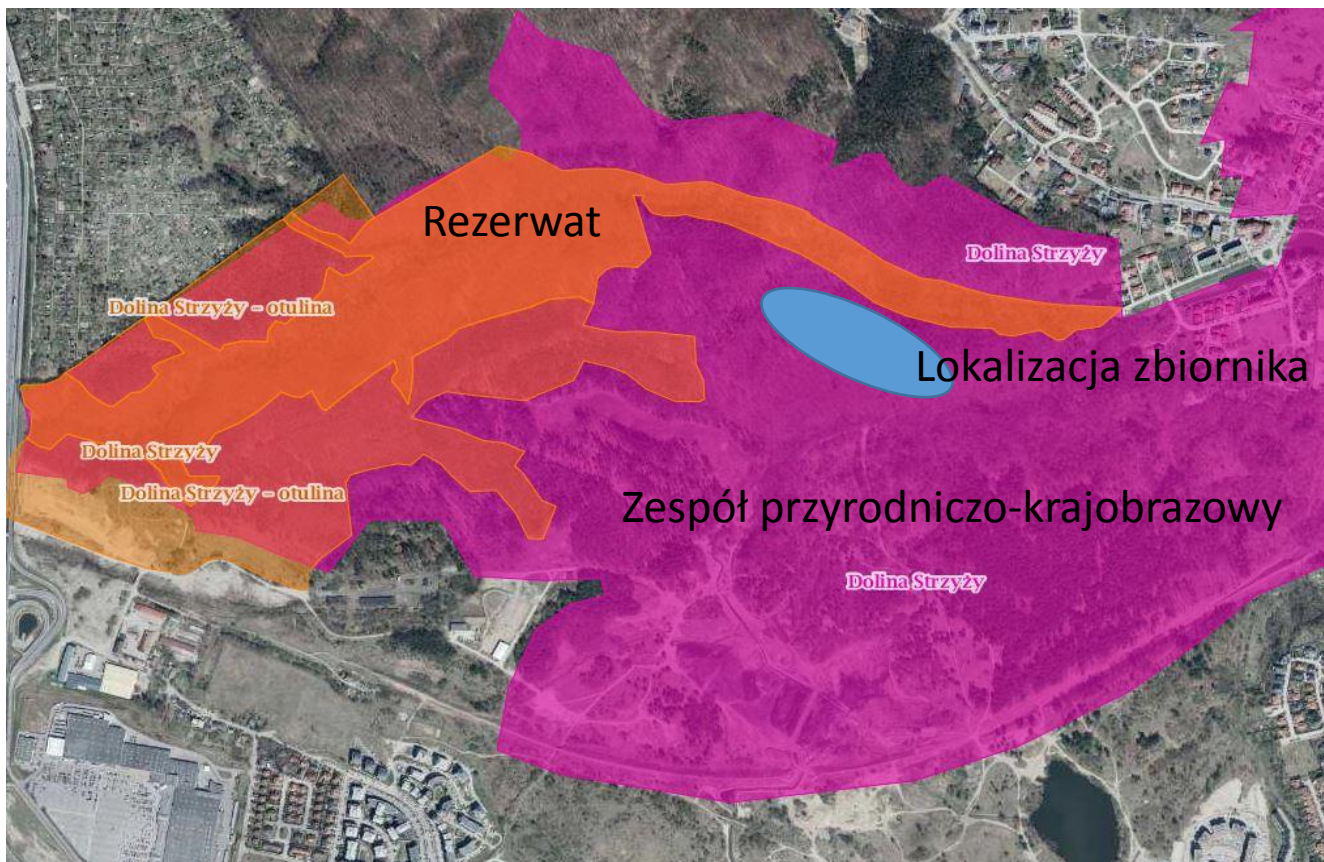 Rezerwat
Dolina Strzyży
Dolina Strzyży - otulina
Lokalizacja zbiornika
Dolina Strzyży
Dolina Strzyży - otulina
Zespół przyrodniczo-krajobrazowy
Dolina Strzyży